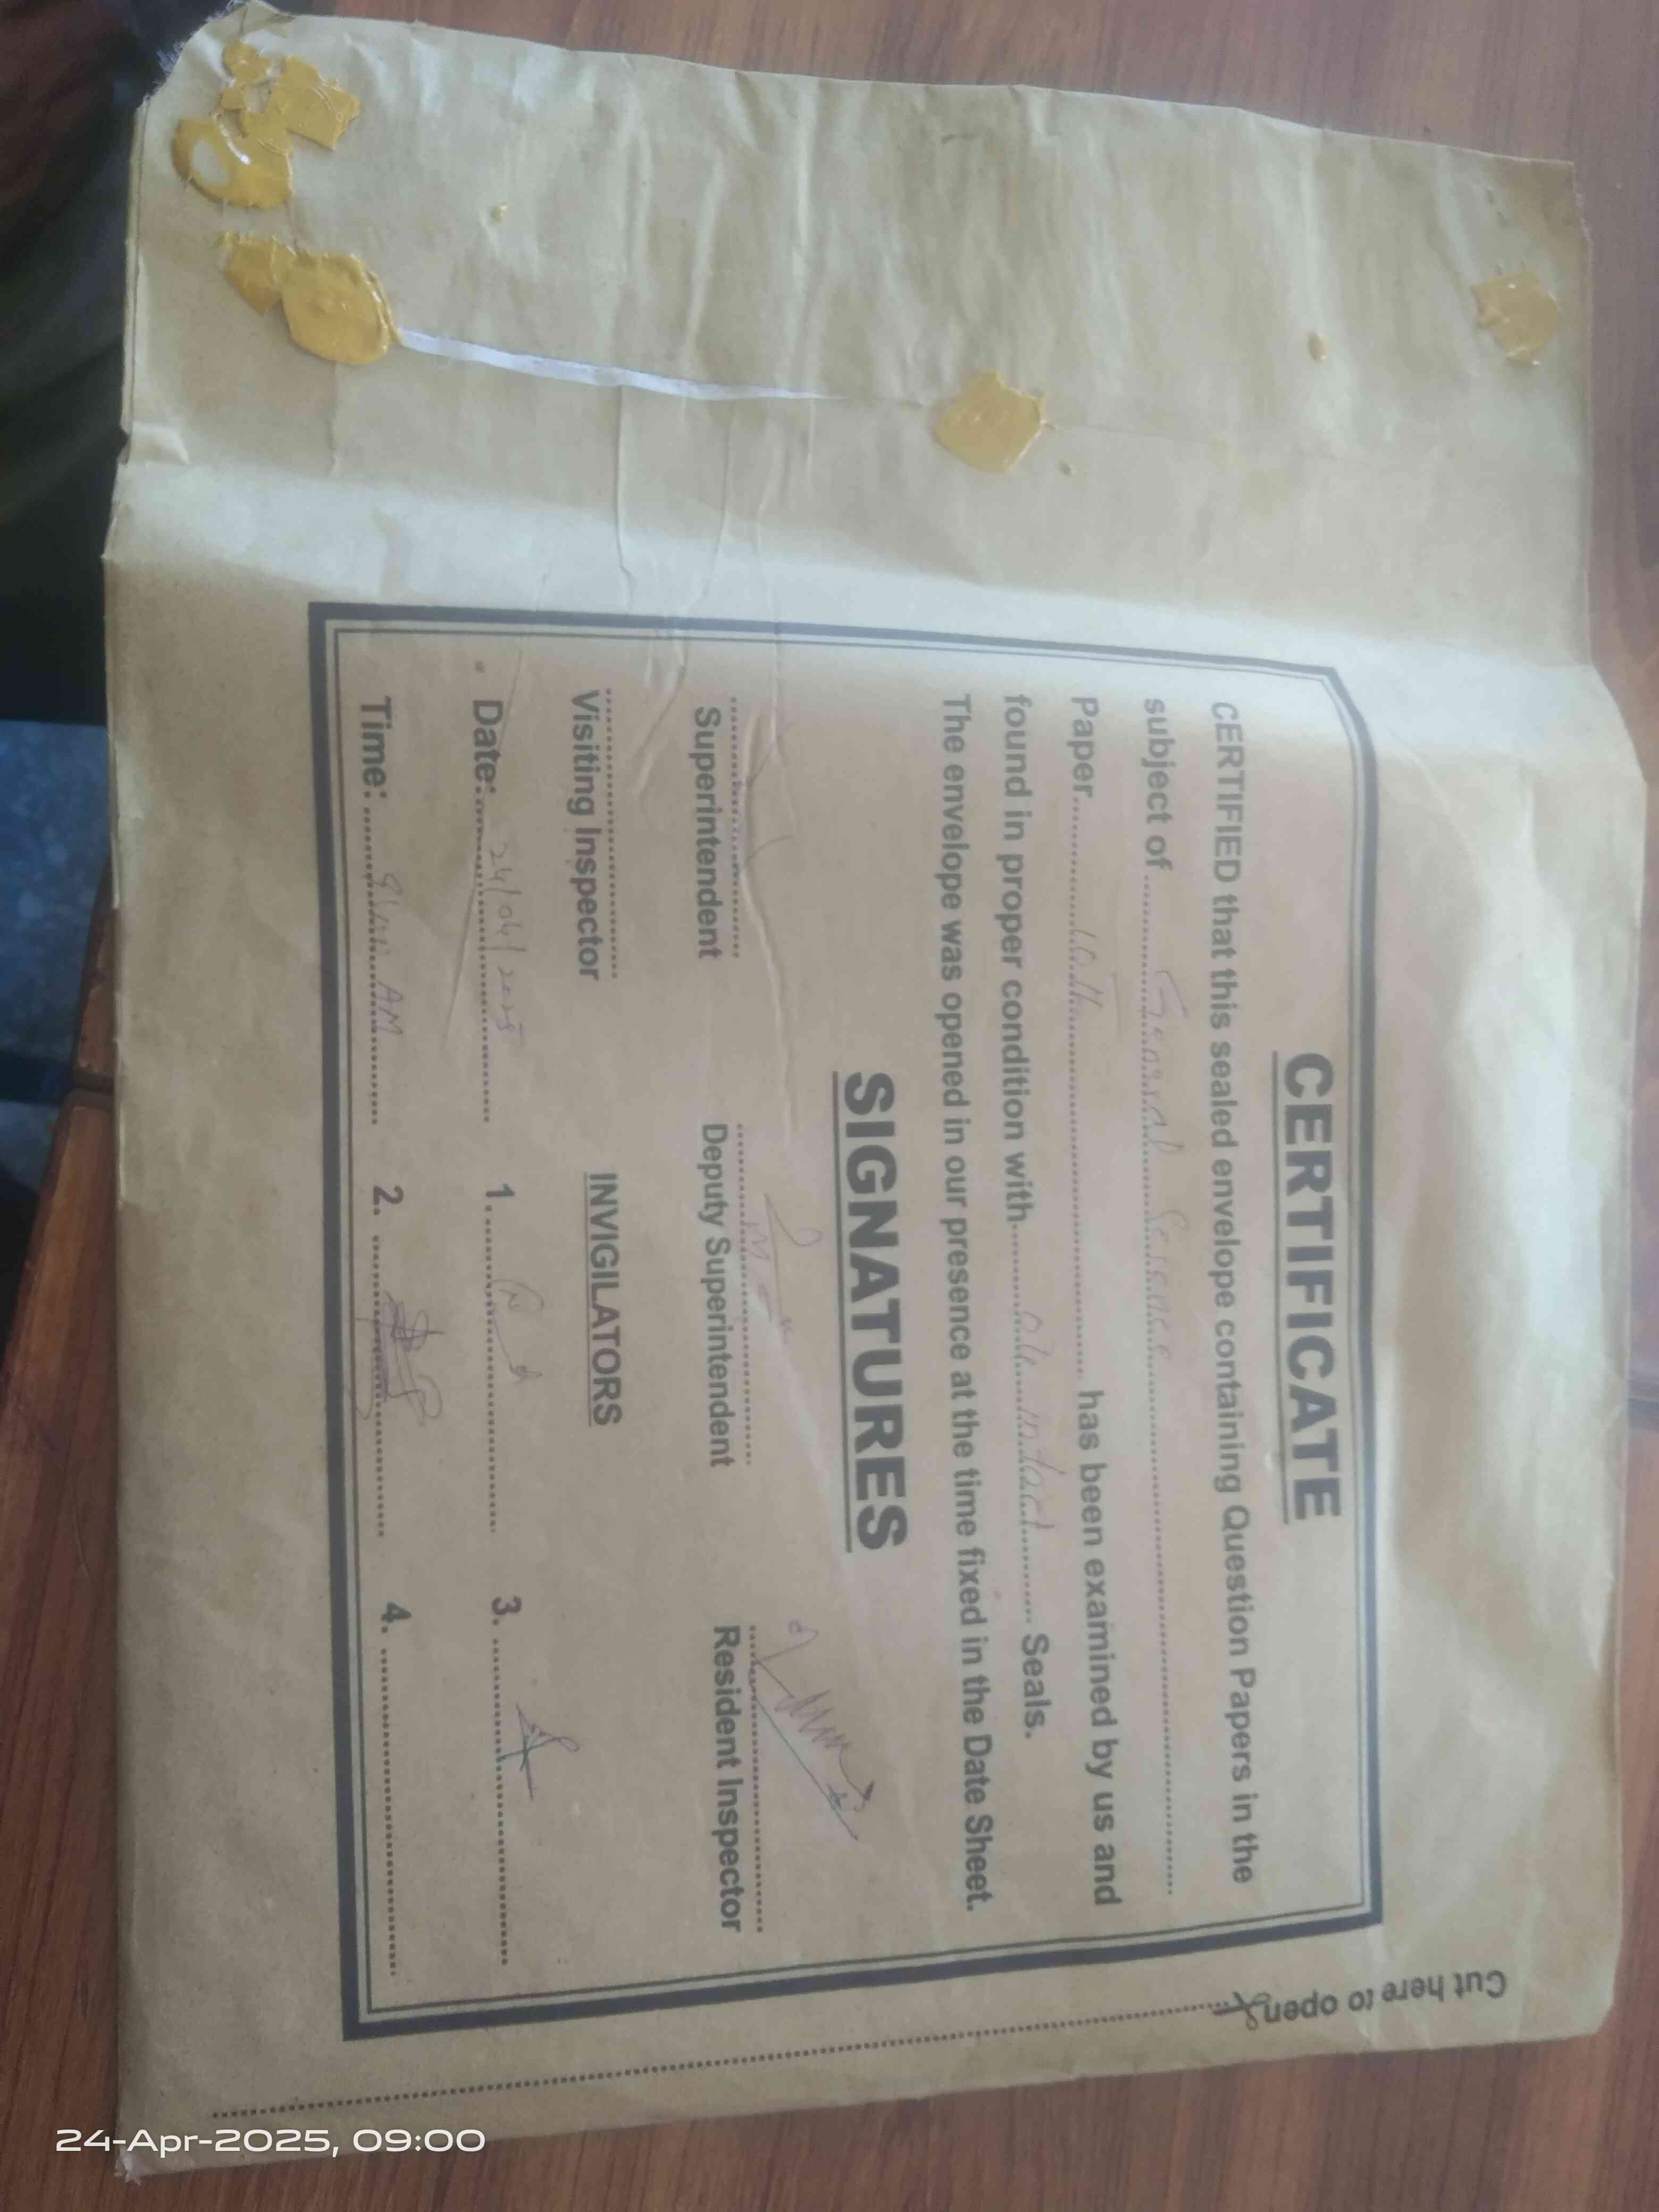 CERTIFICATE
CERTIFIED that this sealed envelope containing Question Papers in the
subject of ........ General Science ........
Paper........ 10th ........ has been examined by us and
found in proper condition with........ all intact ........ Seals.
The envelope was opened in our presence at the time fixed in the Date Sheet.
SIGNATURES
Superintendent Deputy Superintendent Resident Inspector
Visiting Inspector INVIGILATORS
Date: 24/04/2025 1. 3.
Time: AM 2. 4.
Cut here to open
24-Apr-2025, 09:00